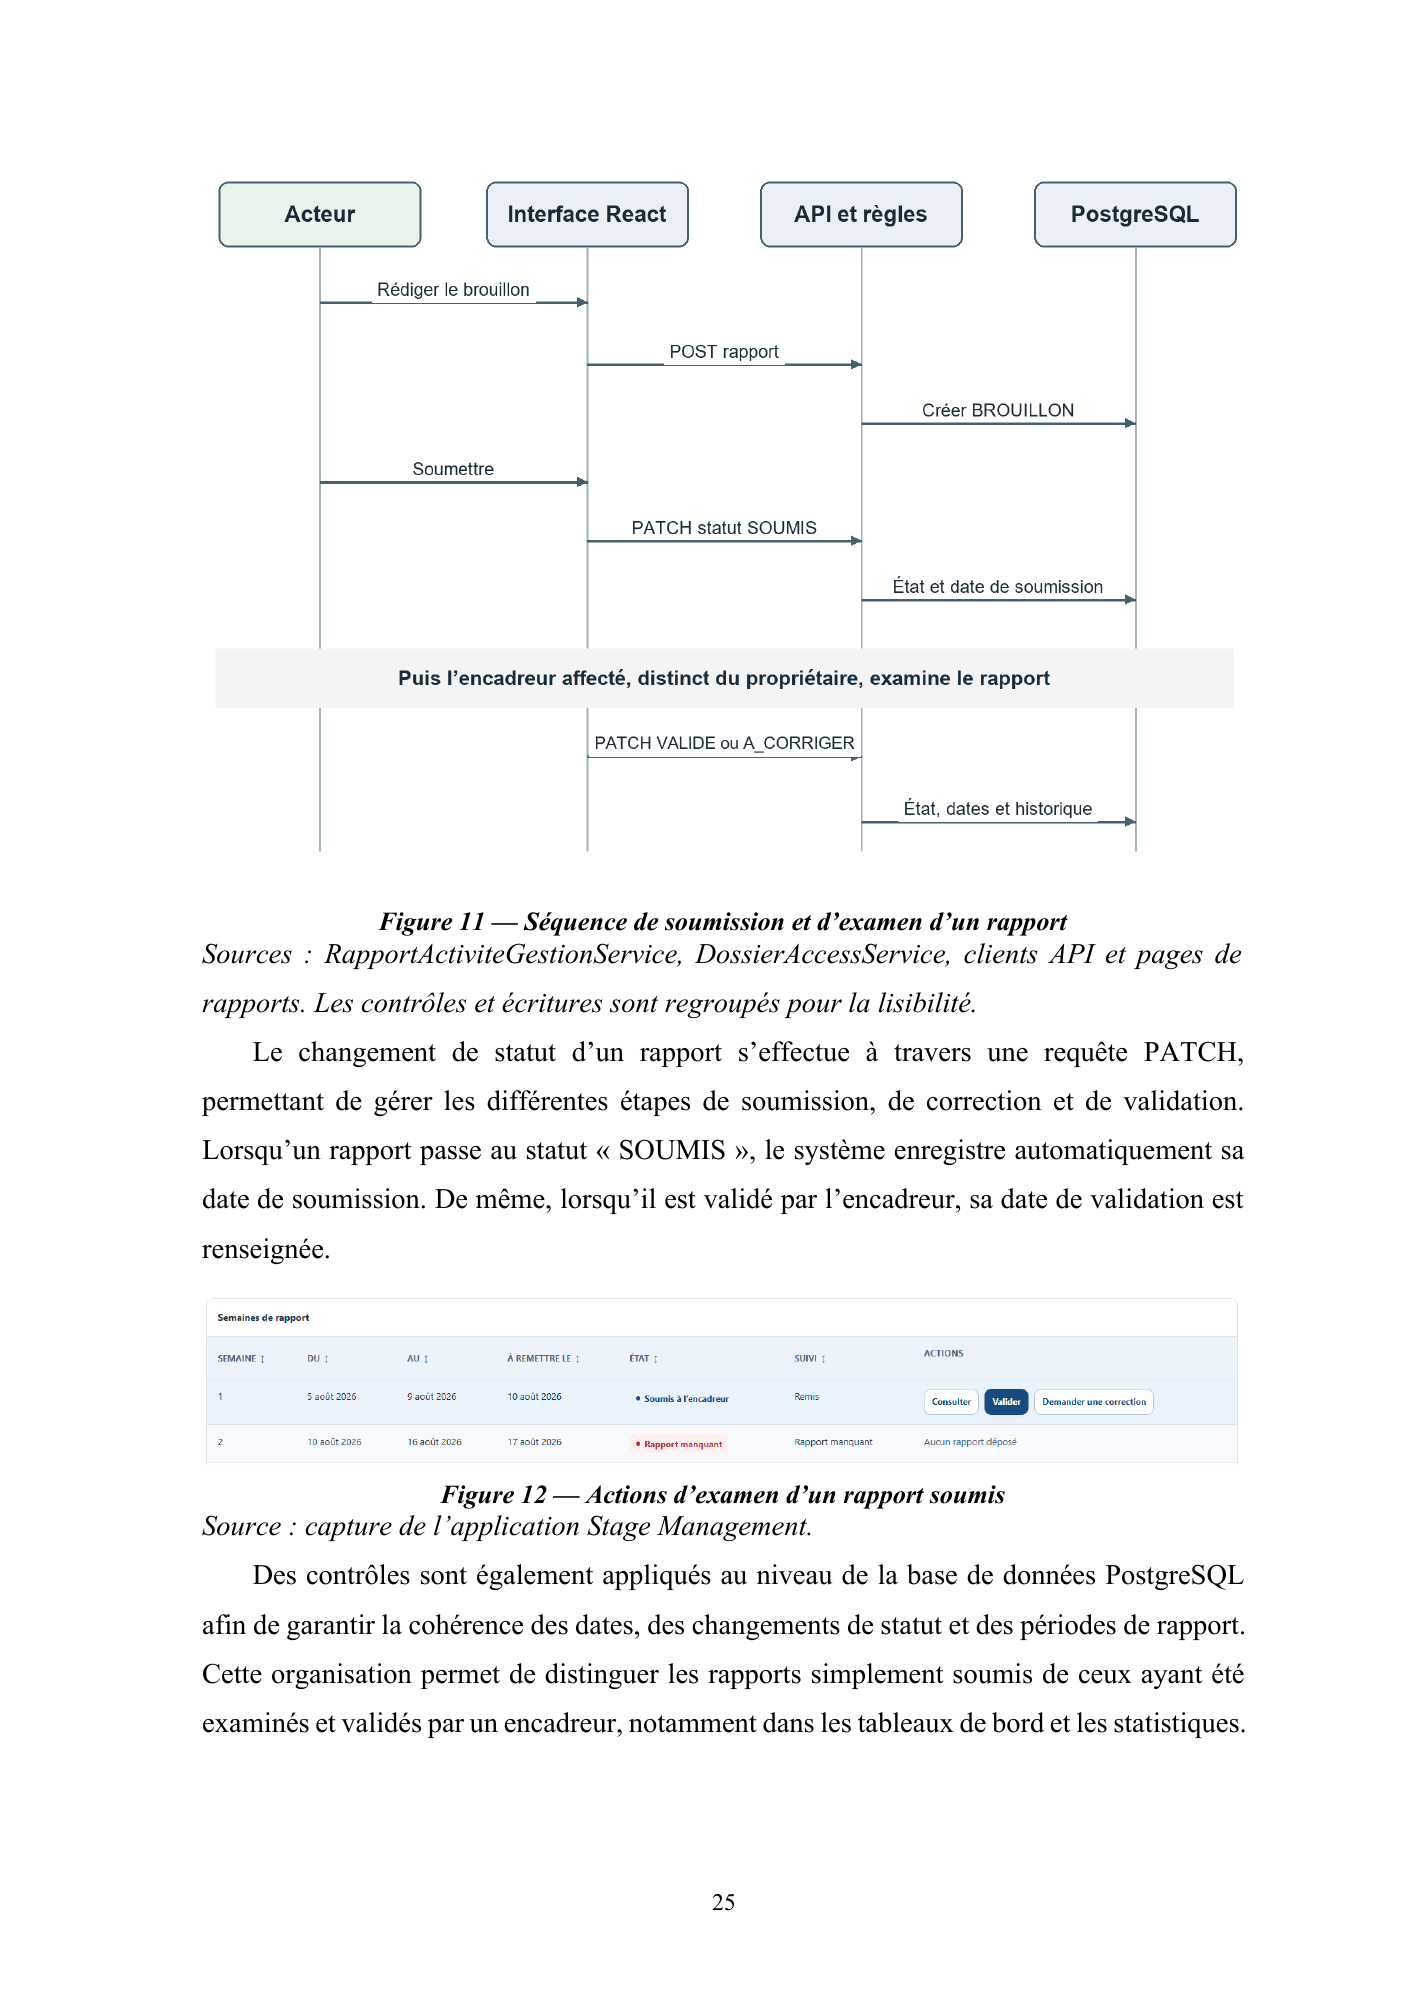 Acteur
Interface React
API et règles
PostgreSQL
Rédiger le brouillon
POST rapport
Créer BROUILLON
Soumettre
PATCH statut SOUMIS
État et date de soumission
Puis l’encadreur affecté, distinct du propriétaire, examine le rapport
PATCH VALIDE ou A_CORRIGER
État, dates et historique
Figure 11 — Séquence de soumission et d’examen d’un rapport
Sources : RapportActiviteGestionService, DossierAccessService, clients API et pages de
rapports. Les contrôles et écritures sont regroupés pour la lisibilité.
Le changement de statut d’un rapport s’effectue à travers une requête PATCH,
permettant de gérer les différentes étapes de soumission, de correction et de validation.
Lorsqu’un rapport passe au statut « SOUMIS », le système enregistre automatiquement sa
date de soumission. De même, lorsqu’il est validé par l’encadreur, sa date de validation est
renseignée.
Semaines de rapport
SEMAINE ↕ DU ↕ AU ↕ À REMETTRE LE ↕ ÉTAT ↕ SUIVI ↕ ACTIONS
1 5 août 2026 9 août 2026 10 août 2026 • Soumis à l’encadreur Remis Consulter Valider Demander une correction
2 10 août 2026 16 août 2026 17 août 2026 • Rapport manquant Rapport manquant Aucun rapport déposé
Figure 12 — Actions d’examen d’un rapport soumis
Source : capture de l’application Stage Management.
Des contrôles sont également appliqués au niveau de la base de données PostgreSQL
afin de garantir la cohérence des dates, des changements de statut et des périodes de rapport.
Cette organisation permet de distinguer les rapports simplement soumis de ceux ayant été
examinés et validés par un encadreur, notamment dans les tableaux de bord et les statistiques.
25